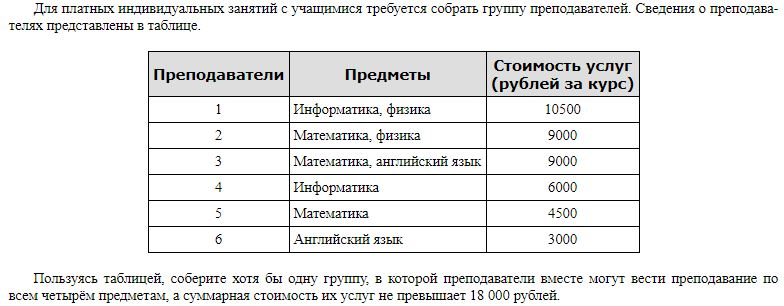 Для платных индивидуальных занятий с учащимися требуется собрать группу преподавателей. Сведения о преподава-
телях представлены в таблице.
Преподаватели Предметы Стоимость услуг
(рублей за курс)
1 Информатика, физика 10500
2 Математика, физика 9000
3 Математика, английский язык 9000
4 Информатика 6000
5 Математика 4500
6 Английский язык 3000
Пользуясь таблицей, соберите хотя бы одну группу, в которой преподаватели вместе могут вести преподавание по
всем четырём предметам, а суммарная стоимость их услуг не превышает 18 000 рублей.